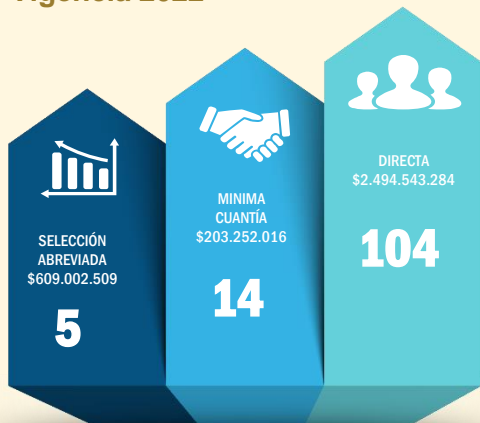 SELECCIÓN
ABREVIADA
$609.002.509
5
MINIMA
CUANTÍA
$203.252.016
14
DIRECTA
$2.494.543.284
104